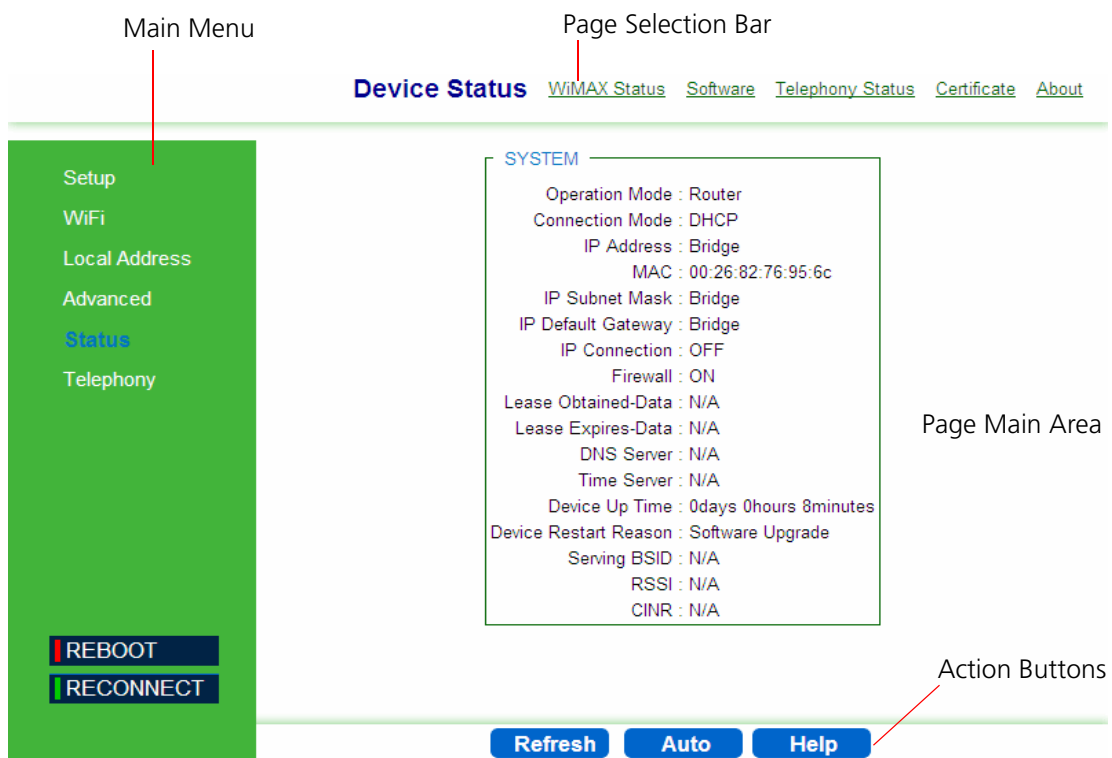 Main Menu
Page Selection Bar
Device Status WiMAX Status Software Telephony Status Certificate About
Setup
WiFi
Local Address
Advanced
Status
Telephony
REBOOT
RECONNECT
SYSTEM
Operation Mode : Router
Connection Mode : DHCP
IP Address : Bridge
MAC : 00:26:82:76:95:6c
IP Subnet Mask : Bridge
IP Default Gateway : Bridge
IP Connection : OFF
Firewall : ON
Lease Obtained-Data : N/A
Lease Expires-Data : N/A
DNS Server : N/A
Time Server : N/A
Device Up Time : 0days 0hours 8minutes
Device Restart Reason : Software Upgrade
Serving BSID : N/A
RSSI : N/A
CINR : N/A
Page Main Area
Action Buttons
Refresh Auto Help